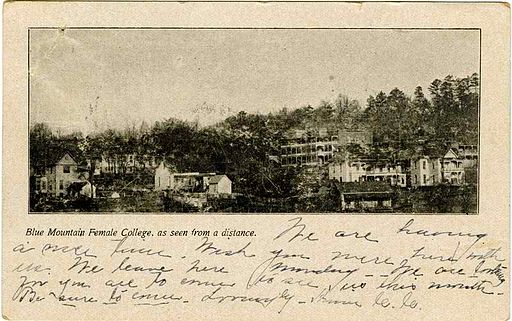 Blue Mountain Female College, as seen from a distance.
We are having
a nice time. Wish you were here with
us. We leave here Monday - We are looking
for you all to come to see us this month -
Be sure to come. Lovingly -